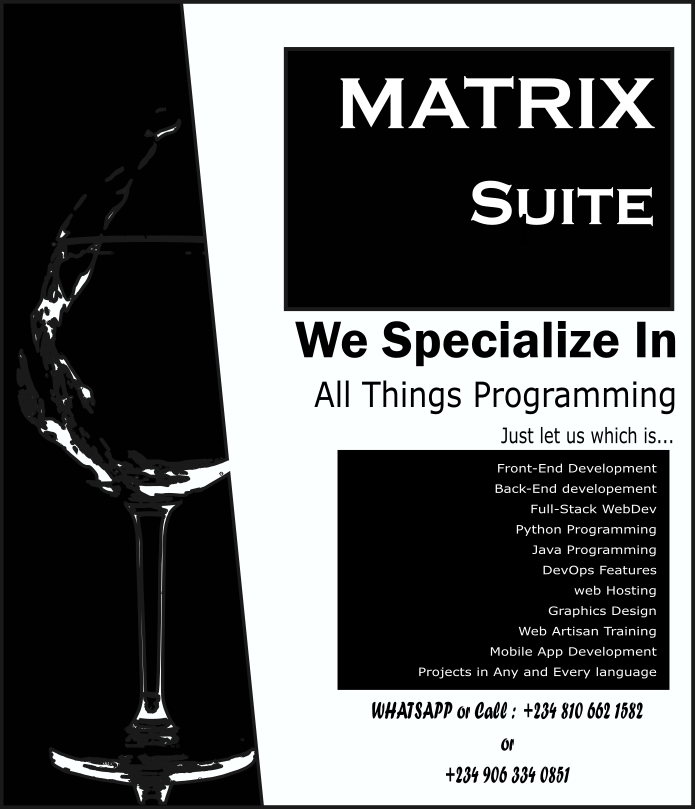 MATRIX
SUITE
We Specialize In
All Things Programming
Just let us which is...
Front-End Development
Back-End developement
Full-Stack WebDev
Python Programming
Java Programming
DevOps Features
web Hosting
Graphics Design
Web Artisan Training
Mobile App Development
Projects in Any and Every language
WHATSAPP or Call : +234 810 662 1582
or
+234 906 334 0851